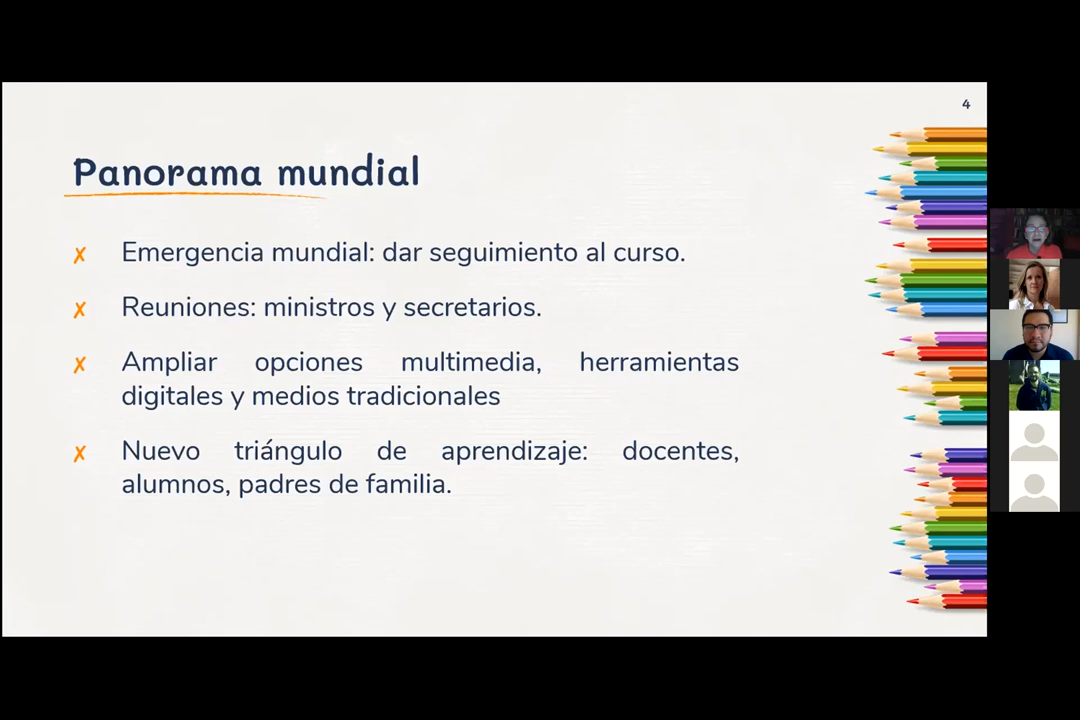 4
Panorama mundial
✗ Emergencia mundial: dar seguimiento al curso.
✗ Reuniones: ministros y secretarios.
✗ Ampliar opciones multimedia, herramientas
digitales y medios tradicionales
✗ Nuevo triángulo de aprendizaje: docentes,
alumnos, padres de familia.